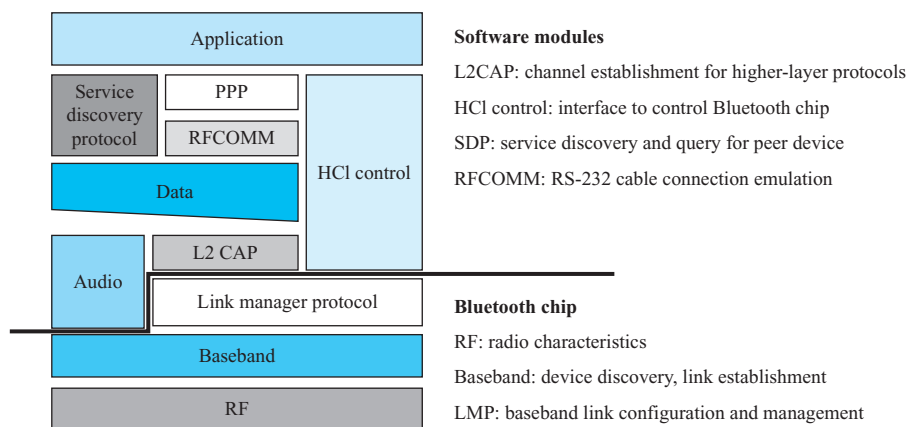 Application
Service
discovery
protocol
PPP
RFCOMM
HCl control
Data
Audio
L2 CAP
Link manager protocol
Baseband
RF
Software modules
L2CAP: channel establishment for higher-layer protocols
HCl control: interface to control Bluetooth chip
SDP: service discovery and query for peer device
RFCOMM: RS-232 cable connection emulation
Bluetooth chip
RF: radio characteristics
Baseband: device discovery, link establishment
LMP: baseband link configuration and management